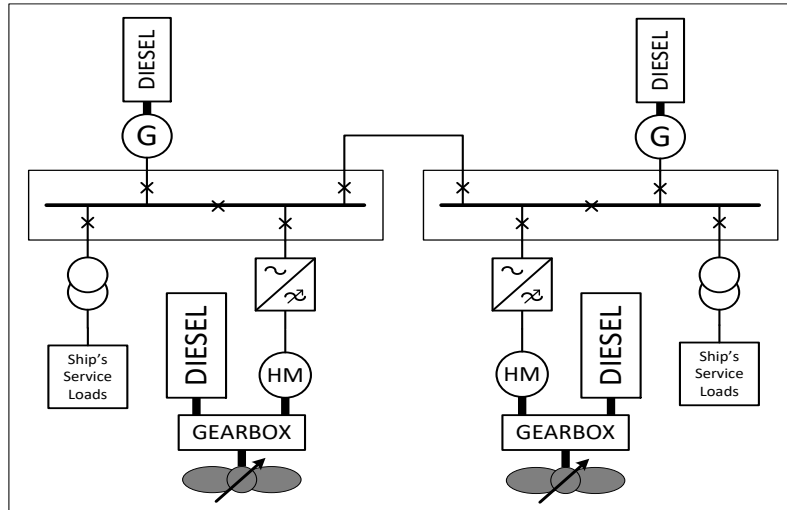 DIESEL
DIESEL
G
G
DIESEL
DIESEL
HM
HM
Ship's
Service
Loads
Ship's
Service
Loads
GEARBOX
GEARBOX